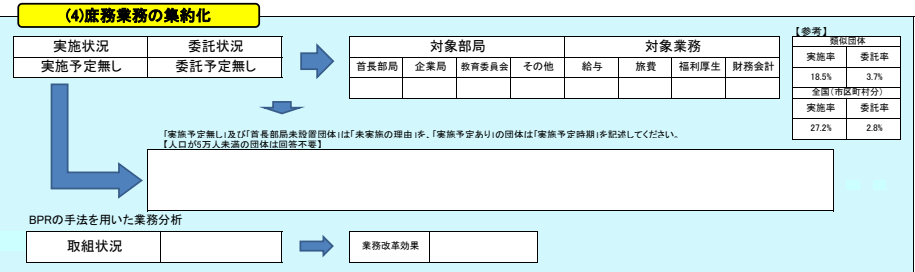 (4)庶務業務の集約化
実施状況 委託状況
実施予定無し 委託予定無し
対象部局 対象業務
首長部局 企業局 教育委員会 その他 給与 旅費 福利厚生 財務会計
【参考】
類似団体
実施率 委託率
18.5% 3.7%
全国(市区町村分)
実施率 委託率
27.2% 2.8%
「実施予定無し」及び「首長部局未設置団体」は「未実施の理由」を、「実施予定あり」の団体は「実施予定時期」を記述してください。
【人口が5万人未満の団体は回答不要】
BPRの手法を用いた業務分析
取組状況
業務改革効果